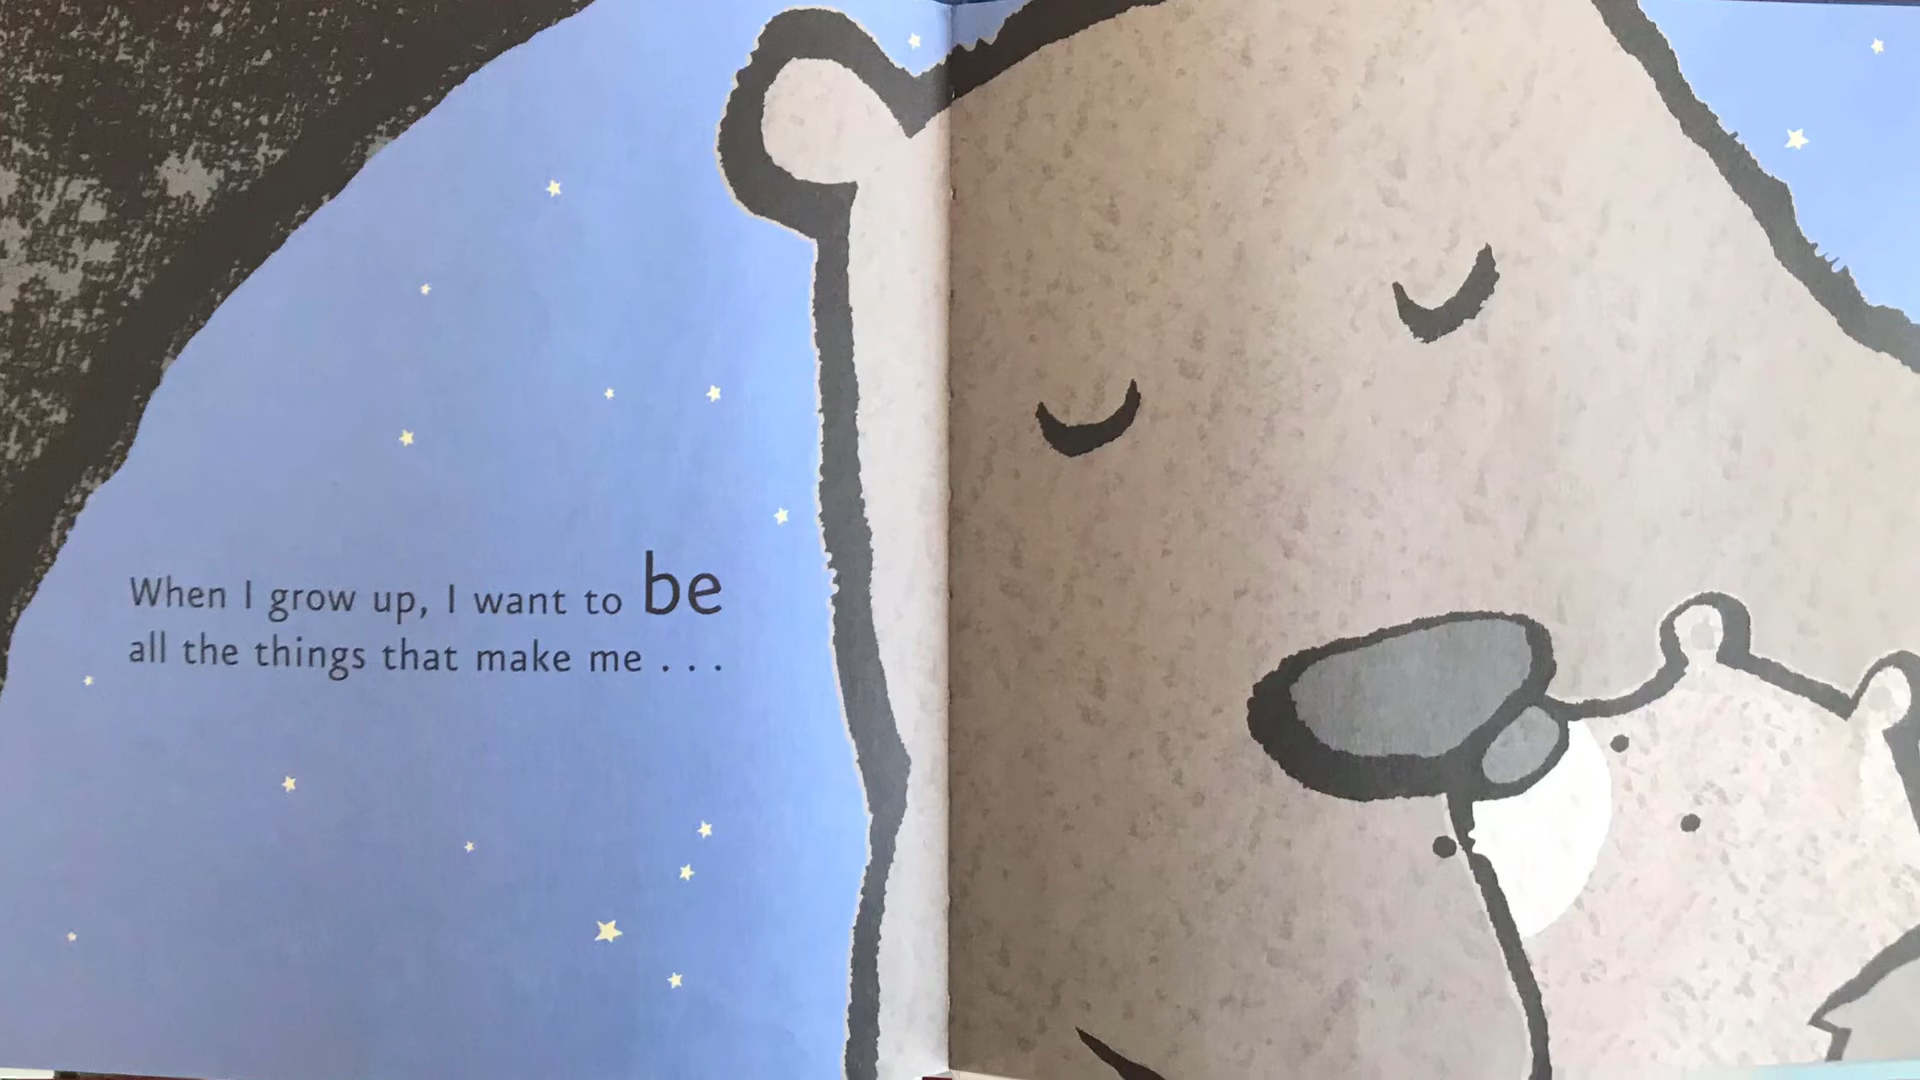 When I grow up, I want to be
all the things that make me . . .